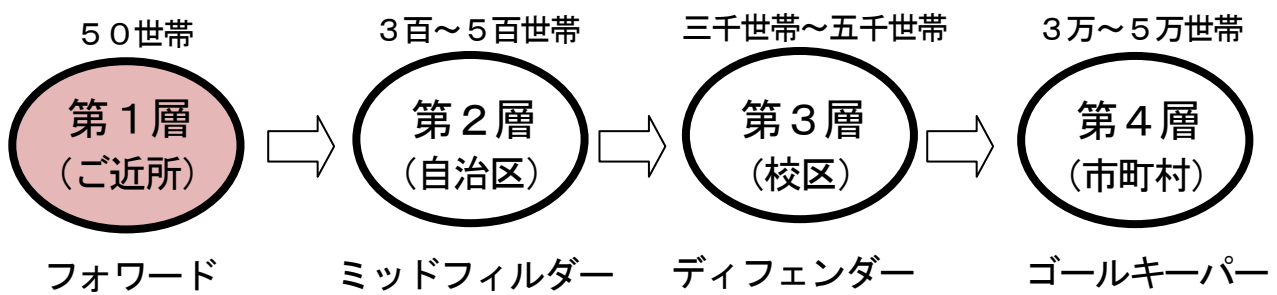 ５０世帯
３百～５百世帯
三千世帯～五千世帯
３万～５万世帯
第１層
（ご近所）
第２層
（自治区）
第３層
（校区）
第４層
（市町村）
フォワード
ミッドフィルダー
ディフェンダー
ゴールキーパー